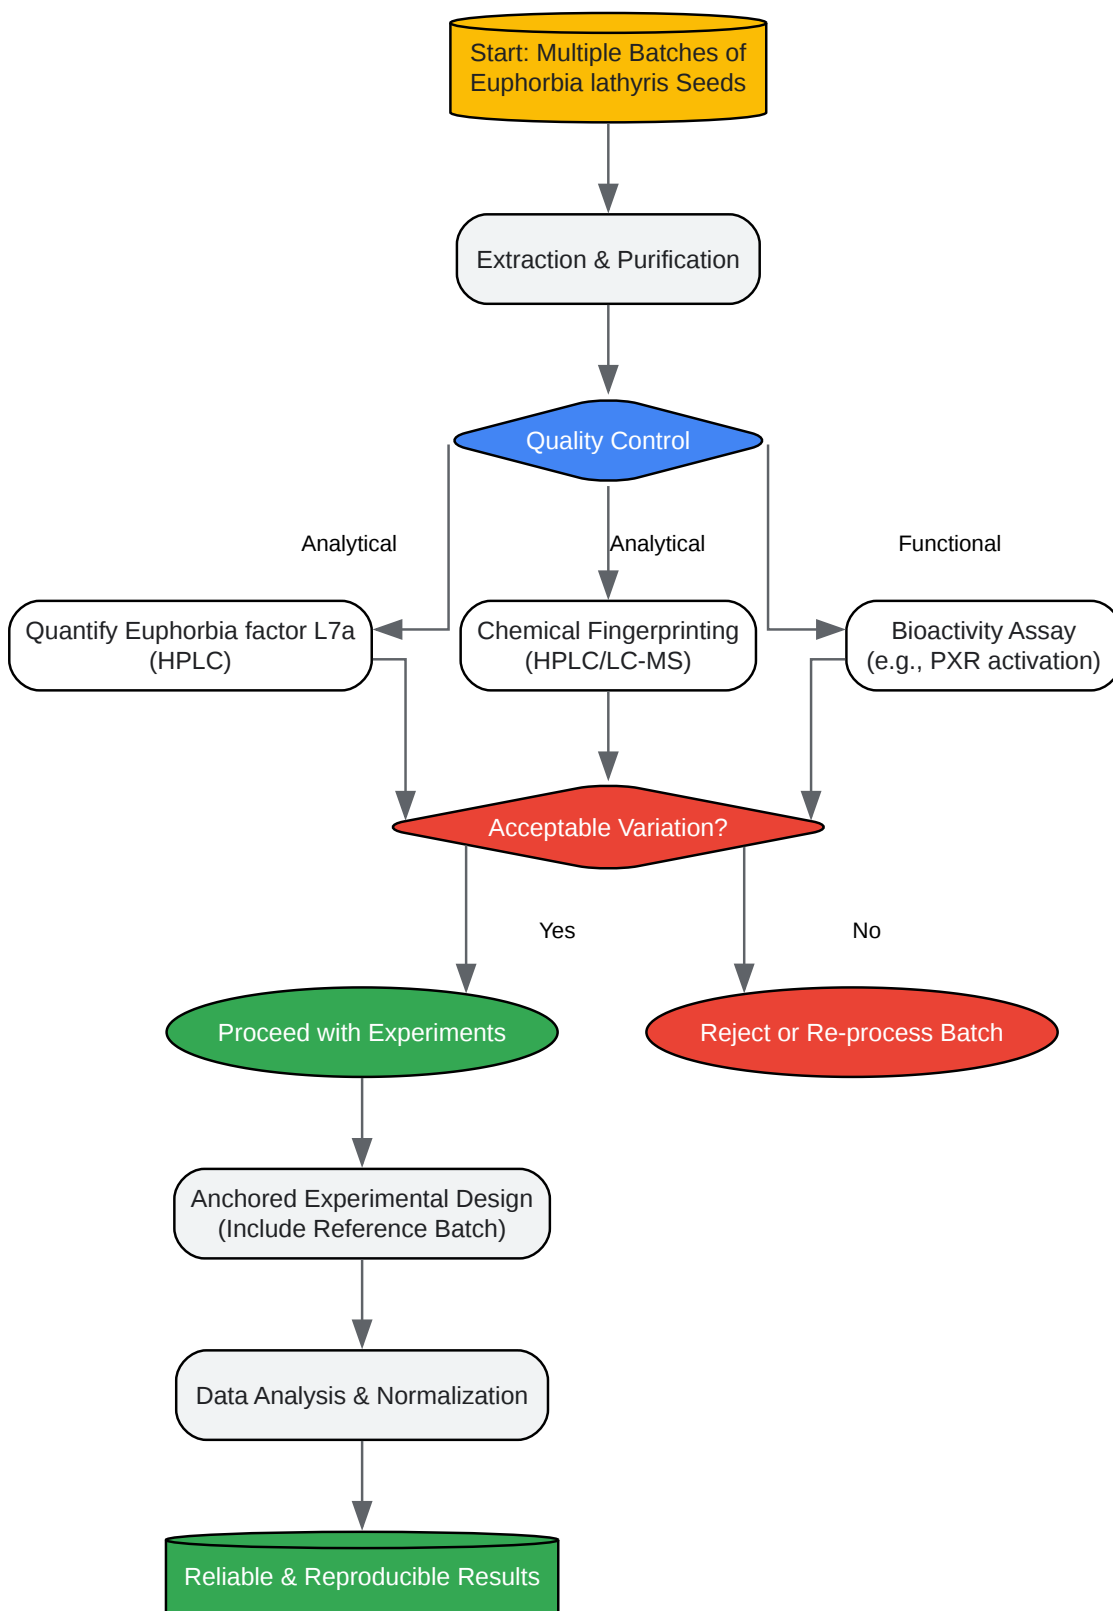 Start: Multiple Batches of
Euphorbia lathyris Seeds
Extraction & Purification
Quality Control
Analytical
Analytical
Functional
Quantify Euphorbia factor L7a
(HPLC)
Chemical Fingerprinting
(HPLC/LC-MS)
Bioactivity Assay
(e.g., PXR activation)
Acceptable Variation?
Yes
No
Proceed with Experiments
Reject or Re-process Batch
Anchored Experimental Design
(Include Reference Batch)
Data Analysis & Normalization
Reliable & Reproducible Results